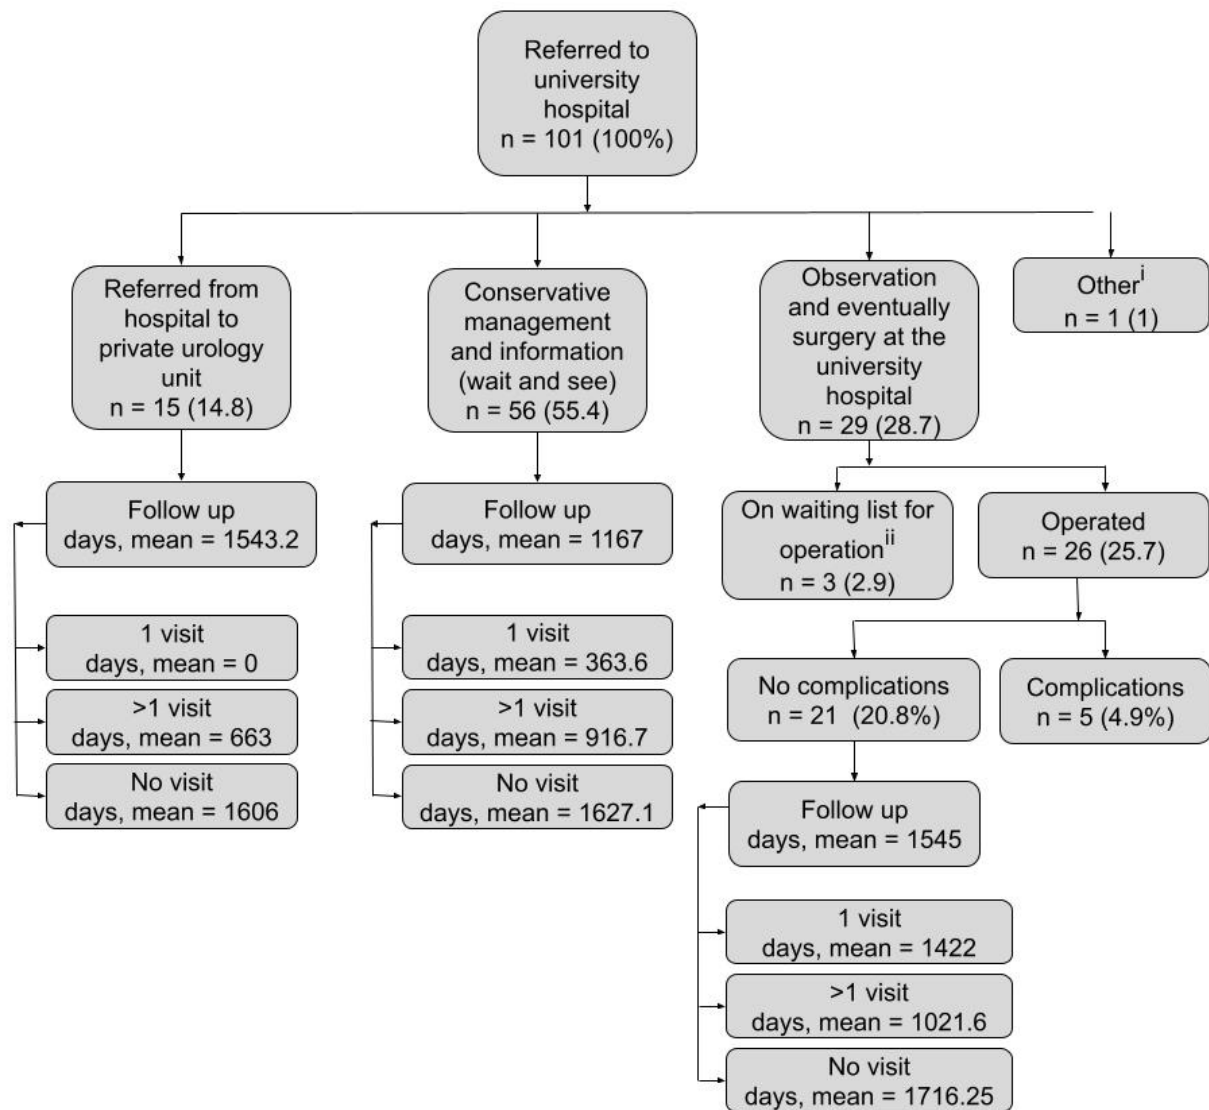 Referred to
university
hospital
n = 101 (100%)
Referred from
hospital to
private urology
unit
n = 15 (14.8)
Conservative
management
and information
(wait and see)
n = 56 (55.4)
Observation
and eventually
surgery at the
university
hospital
n = 29 (28.7)
Other i
n = 1 (1)
Follow up
days, mean = 1543.2
1 visit
days, mean = 0
>1 visit
days, mean = 663
No visit
days, mean = 1606
Follow up
days, mean = 1167
1 visit
days, mean = 363.6
>1 visit
days, mean = 916.7
No visit
days, mean = 1627.1
On waiting list for
operation ii
n = 3 (2.9)
Operated
n = 26 (25.7)
No complications
n = 21 (20.8%)
Complications
n = 5 (4.9%)
Follow up
days, mean = 1545
1 visit
days, mean = 1422
>1 visit
days, mean = 1021.6
No visit
days, mean = 1716.25